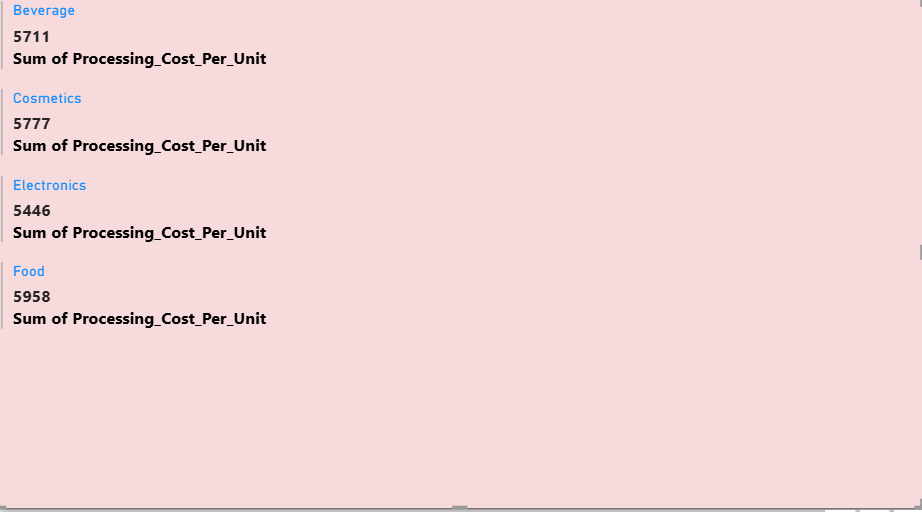 Beverage
5711
Sum of Processing_Cost_Per_Unit
Cosmetics
5777
Sum of Processing_Cost_Per_Unit
Electronics
5446
Sum of Processing_Cost_Per_Unit
Food
5958
Sum of Processing_Cost_Per_Unit